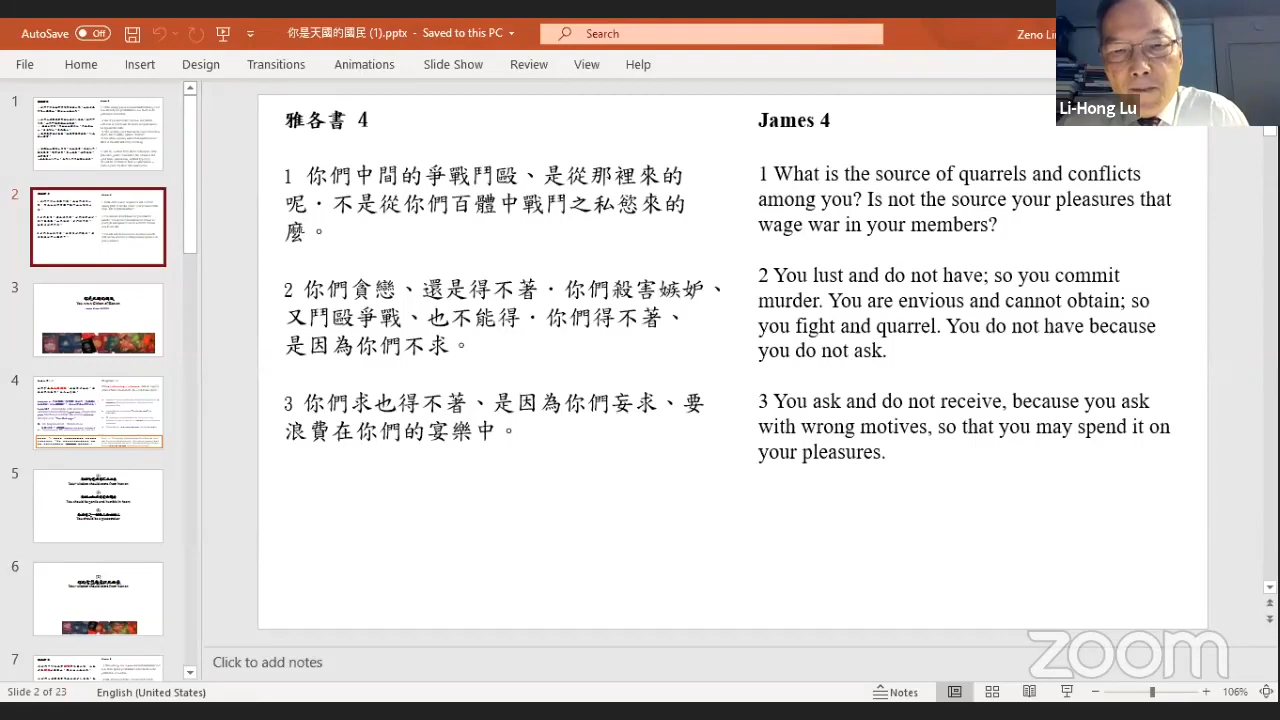 AutoSave Off 你是天國的國民 (1).pptx - Saved to this PC Search Zeno Li
File Home Insert Design Transitions Animations Slide Show Review View Help
Li-Hong Lu
1
2
3
4
5
6
7
雅各書 4
1 你們中間的爭戰鬥毆、是從那裡來的
呢．不是從你們百體中戰鬥之私慾來的
麼。
2 你們貪戀、還是得不著．你們殺害嫉妒、
又鬥毆爭戰、也不能得．你們得不著、
是因為你們不求。
3 你們求也得不著、是因為你們妄求、要
浪費在你們的宴樂中。
James 4
1 What is the source of quarrels and conflicts
among you? Is not the source your pleasures that
wage war in your members?
2 You lust and do not have; so you commit
murder. You are envious and cannot obtain; so
you fight and quarrel. You do not have because
you do not ask.
3 You ask and do not receive, because you ask
with wrong motives, so that you may spend it on
your pleasures.
Click to add notes
zoom
Slide 2 of 23 English (United States) Notes 106%